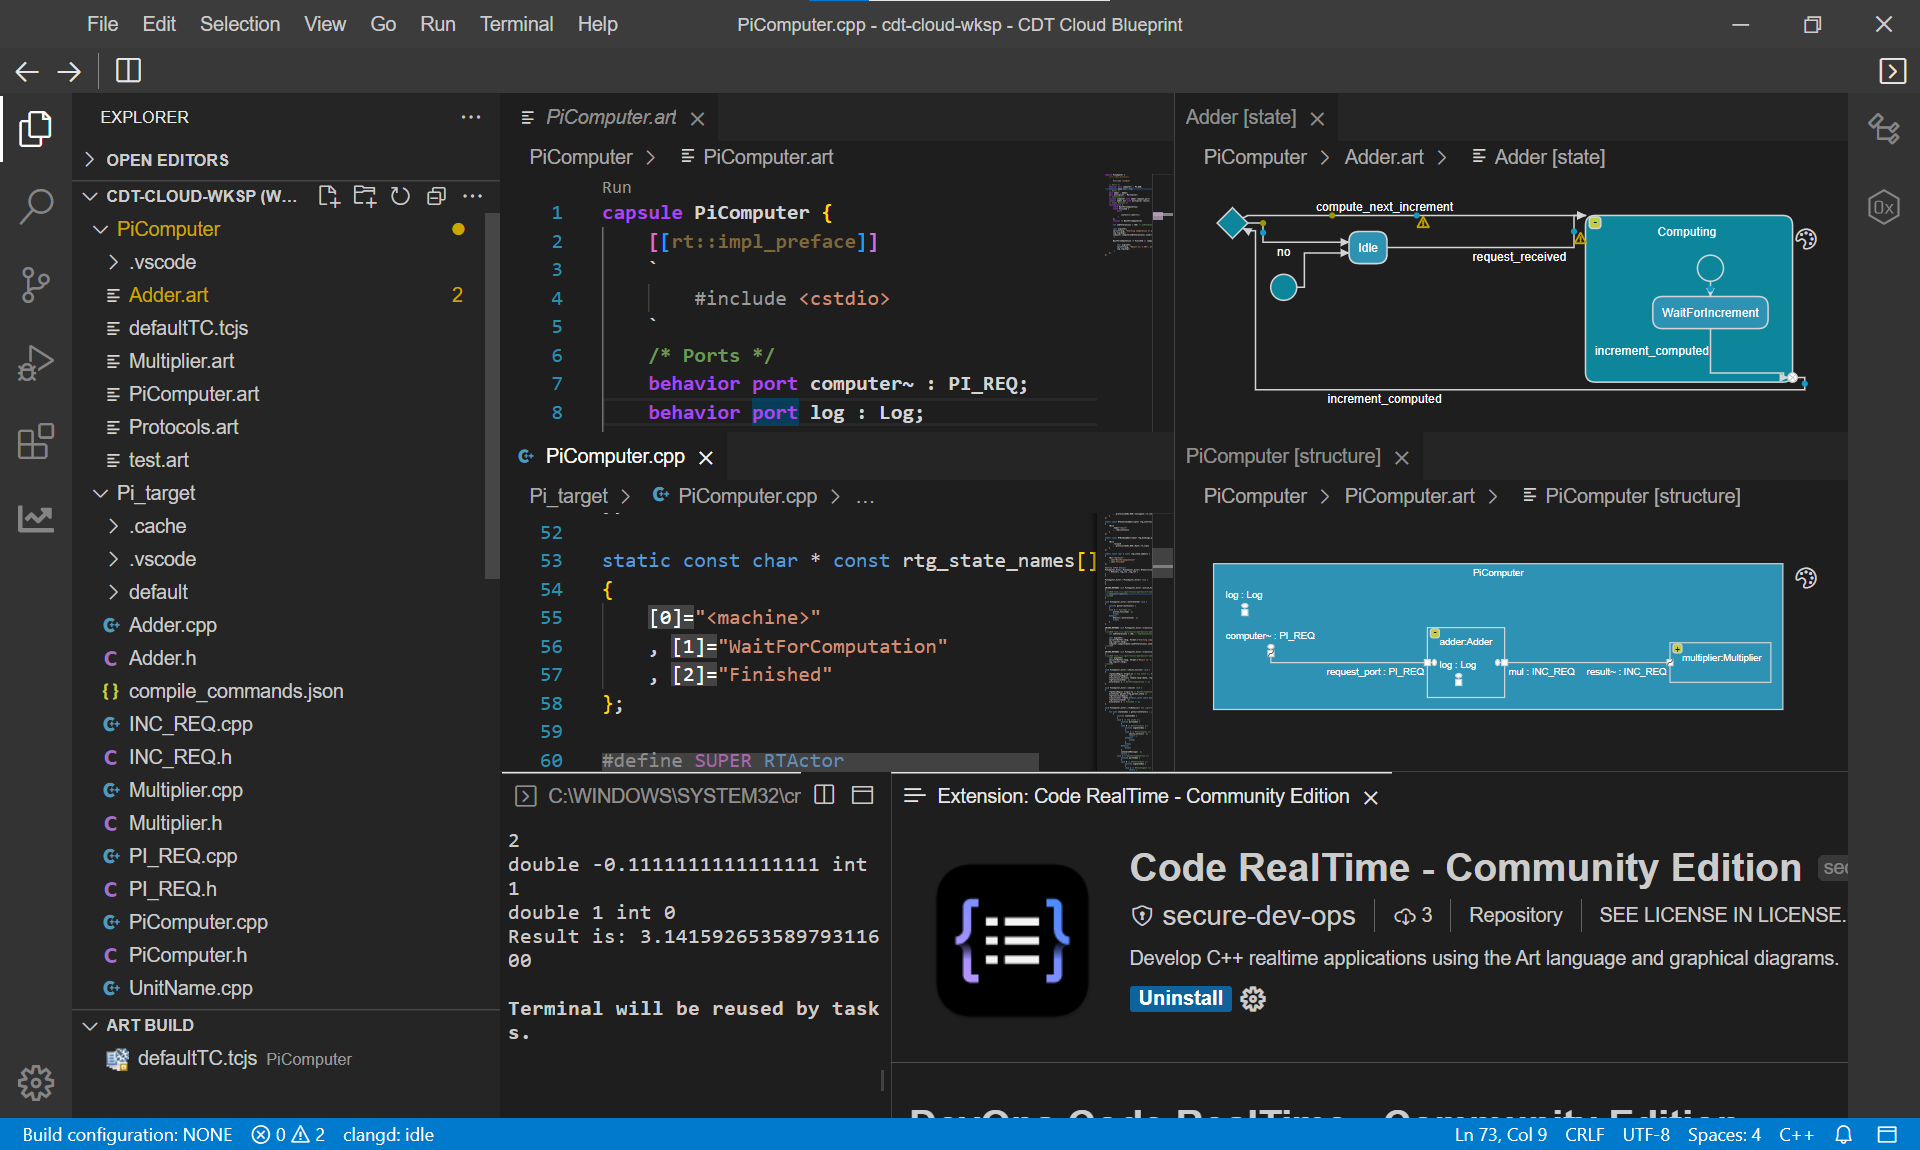 File Edit Selection View Go Run Terminal Help
PiComputer.cpp - cdt-cloud-wksp - CDT Cloud Blueprint
EXPLORER
OPEN EDITORS
CDT-CLOUD-WKSP (W...
PiComputer
.vscode
Adder.art 2
defaultTC.tcjs
Multiplier.art
PiComputer.art
Protocols.art
test.art
Pi_target
.cache
.vscode
default
Adder.cpp
Adder.h
compile_commands.json
INC_REQ.cpp
INC_REQ.h
Multiplier.cpp
Multiplier.h
PI_REQ.cpp
PI_REQ.h
PiComputer.cpp
PiComputer.h
UnitName.cpp
ART BUILD
defaultTC.tcjs PiComputer
PiComputer.art
PiComputer > PiComputer.art
Run
1 capsule PiComputer {
2 [[rt::impl_preface]]
3 `
4 #include <cstdio>
5 `
6 /* Ports */
7 behavior port computer~ : PI_REQ;
8 behavior port log : Log;
PiComputer.cpp
Pi_target > PiComputer.cpp > ...
52
53 static const char * const rtg_state_names[]
54 {
55 [0]="<machine>"
56 , [1]="WaitForComputation"
57 , [2]="Finished"
58 };
59
60 #define SUPER RTActor
Adder [state]
PiComputer > Adder.art > Adder [state]
compute_next_increment
Computing
Idle
no
request_received
WaitForIncrement
increment_computed
increment_computed
0x
PiComputer [structure]
PiComputer > PiComputer.art > PiComputer [structure]
PiComputer
log : Log
computer~ : PI_REQ
adder:Adder
multiplier:Multiplier
log : Log
request_port : PI_REQ
mul : INC_REQ
result~ : INC_REQ
C:\WINDOWS\SYSTEM32\cr
2
double -0.1111111111111111 int
1
double 1 int 0
Result is: 3.141592653589793116
00
Terminal will be reused by task
s.
Extension: Code RealTime - Community Edition
Code RealTime - Community Edition sec
secure-dev-ops 3 Repository SEE LICENSE IN LICENSE.
Develop C++ realtime applications using the Art language and graphical diagrams.
Uninstall
DevOps Code RealTime - Community Edition
Build configuration: NONE 0 2 clangd: idle
Ln 73, Col 9 CRLF UTF-8 Spaces: 4 C++